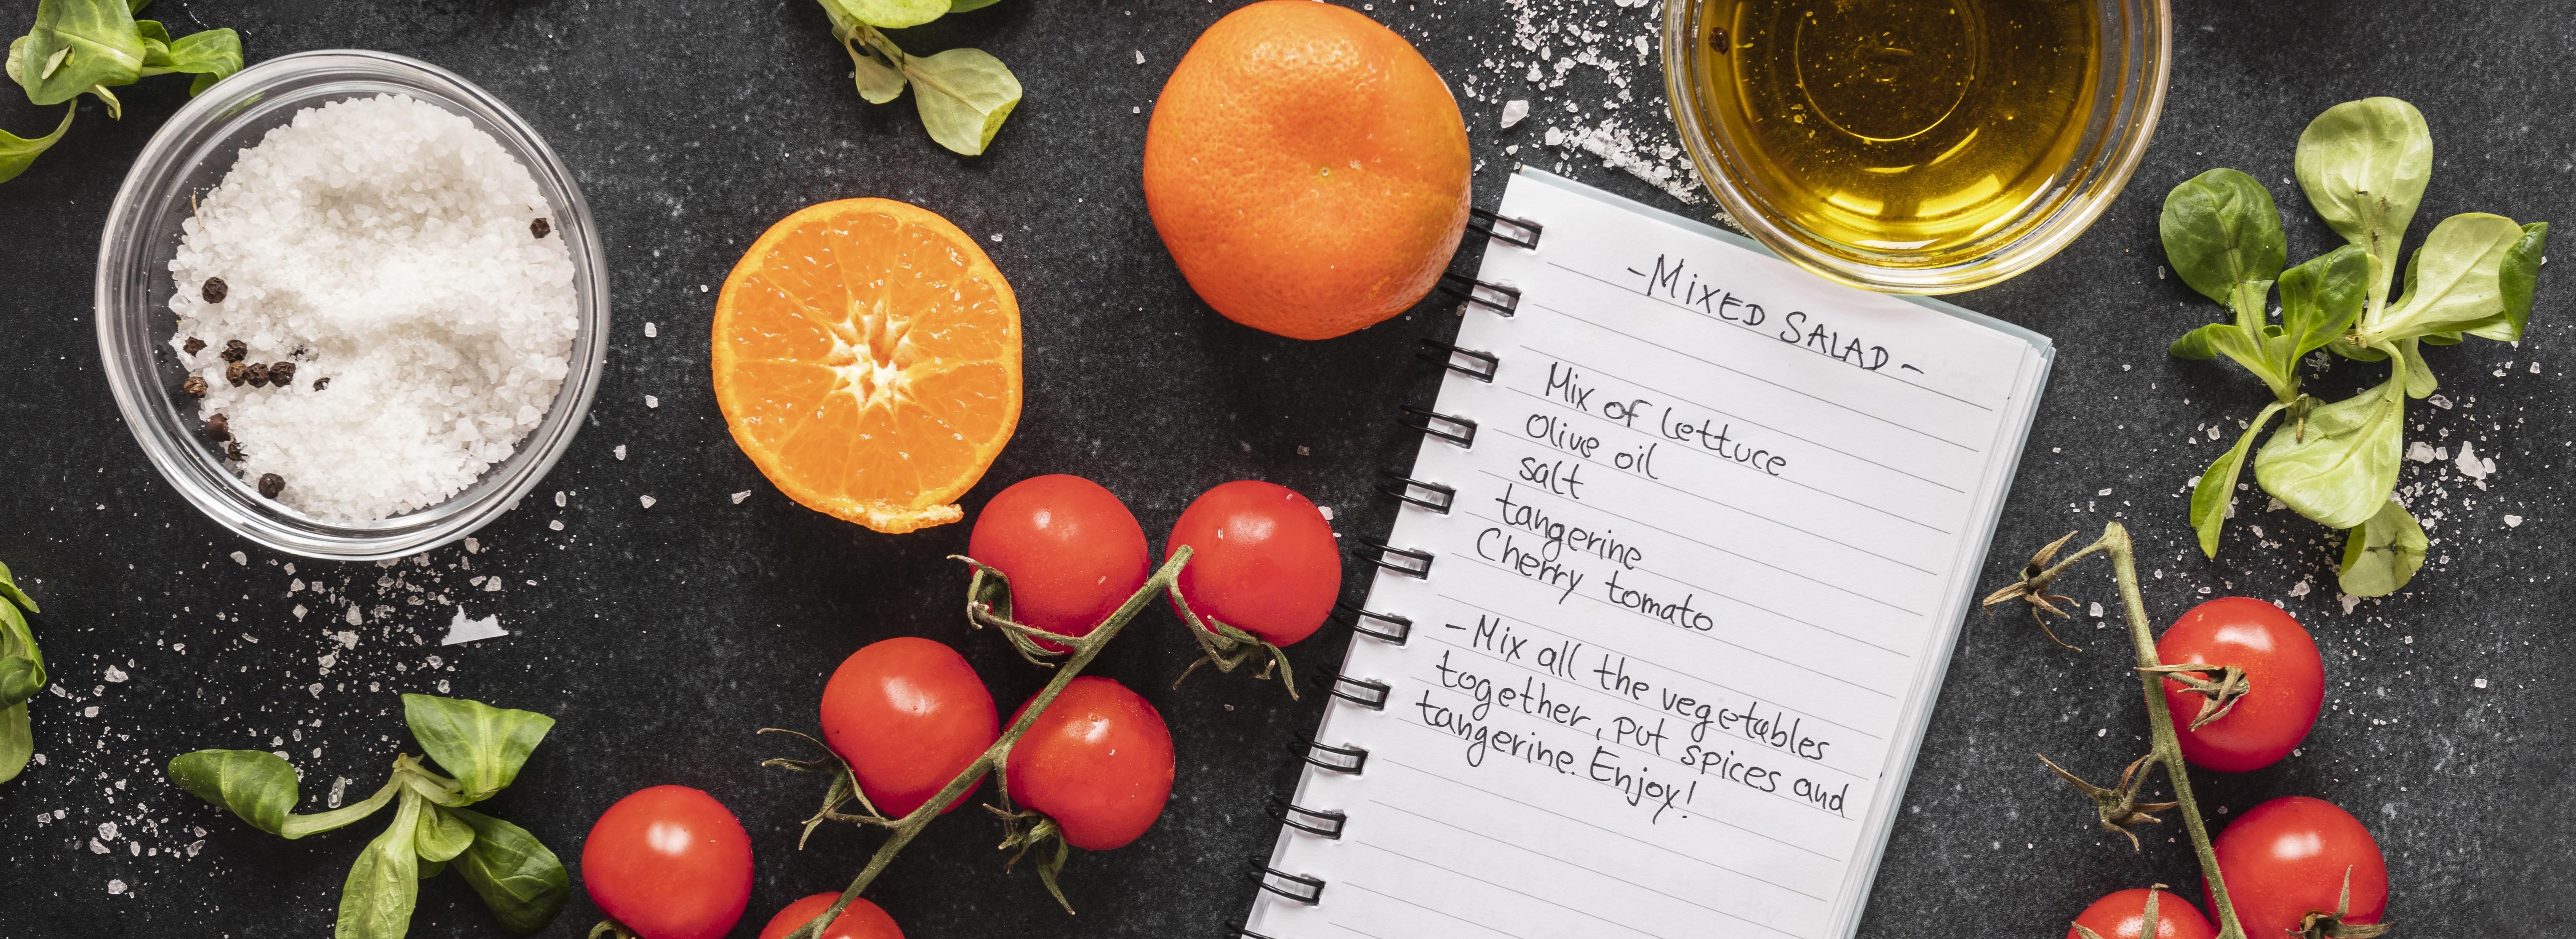 -MIXED SALAD-
Mix of lettuce
Olive oil
salt
tangerine
Cherry tomato
-Mix all the vegetables
together, put spices and
tangerine. Enjoy!